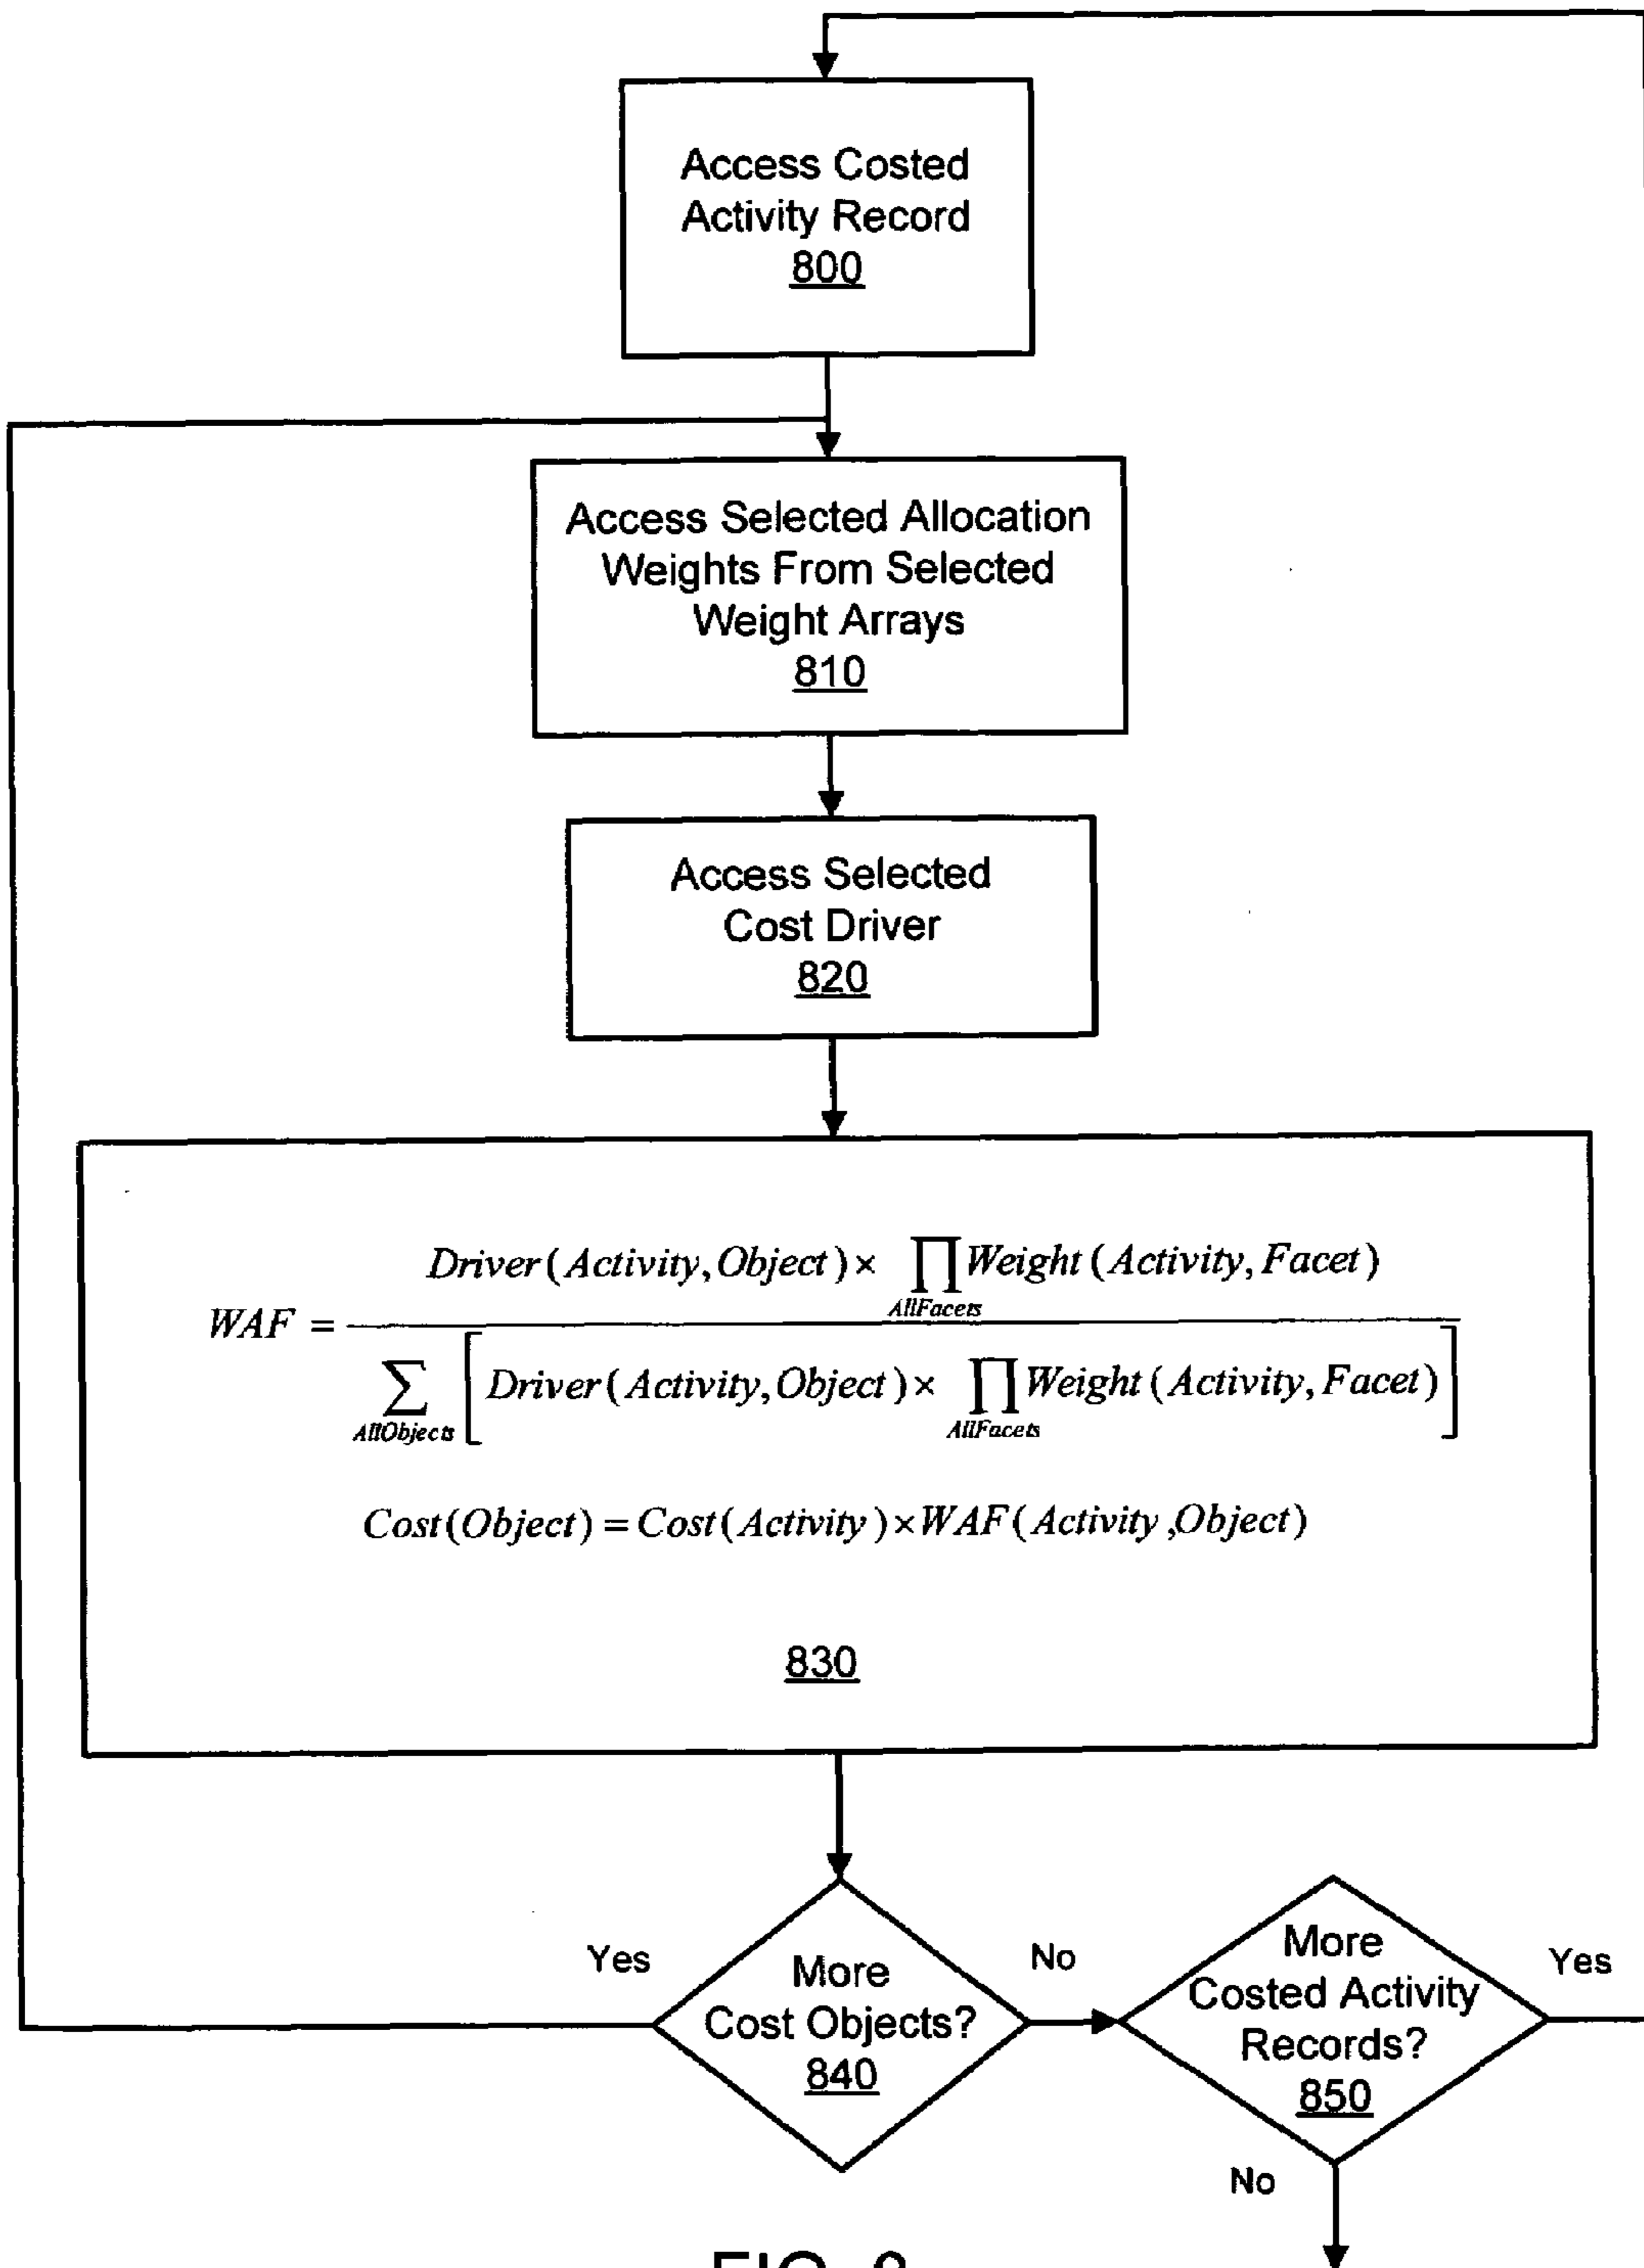 Access Costed
Activity Record
800
Access Selected Allocation
Weights From Selected
Weight Arrays
810
Access Selected
Cost Driver
820
Driver(Activity,Object)× ∏ Weight(Activity,Facet)
AllFacets
WAF =
∑ [Driver(Activity,Object)× ∏ Weight(Activity,Facet)]
AllObjects AllFacets
Cost(Object) = Cost(Activity)×WAF(Activity,Object)
830
Yes
More
Cost Objects?
840
No
More
Costed Activity
Records?
850
Yes
No